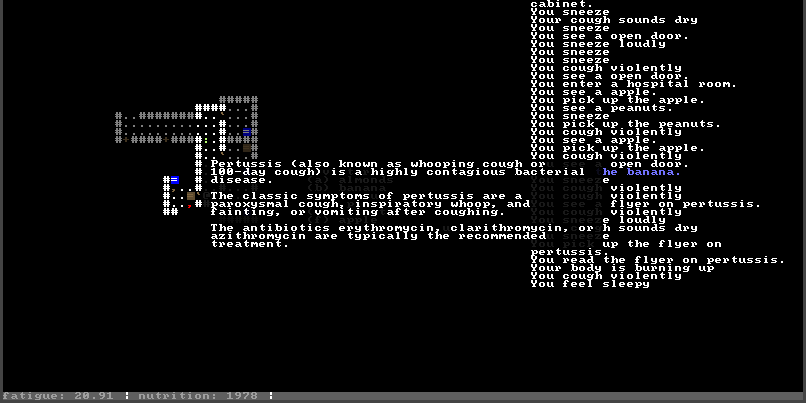 cabinet.
You sneeze
Your cough sounds dry
You sneeze
You see a open door.
You sneeze loudly
You sneeze
You sneeze
You cough violently
You see a open door.
You enter a hospital room.
You see a apple.
You pick up the apple.
You see a peanuts.
You sneeze
You pick up the peanuts.
You cough violently
You see a apple.
You pick up the apple.
You cough violently
open door.
he banana.
e
violently
violently
a flyer on pertussis.
violently
e loudly
h sounds dry
e
up the flyer on
pertussis.
You read the flyer on pertussis.
Your body is burning up
You cough violently
You feel sleepy
Pertussis (also known as whooping cough or
100-day cough) is a highly contagious bacterial
disease.
The classic symptoms of pertussis are a
paroxysmal cough, inspiratory whoop, and
fainting, or vomiting after coughing.
The antibiotics erythromycin, clarithromycin, or
azithromycin are typically the recommended
treatment.
fatigue: 20.91 ¦ nutrition: 1978 ¦